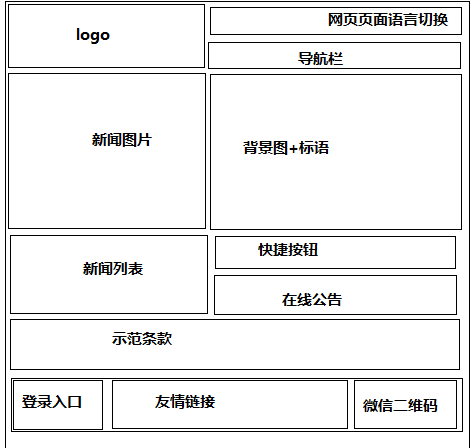 logo
网页页面语言切换
导航栏
新闻图片
背景图+标语
新闻列表
快捷按钮
在线公告
示范条款
登录入口
友情链接
微信二维码